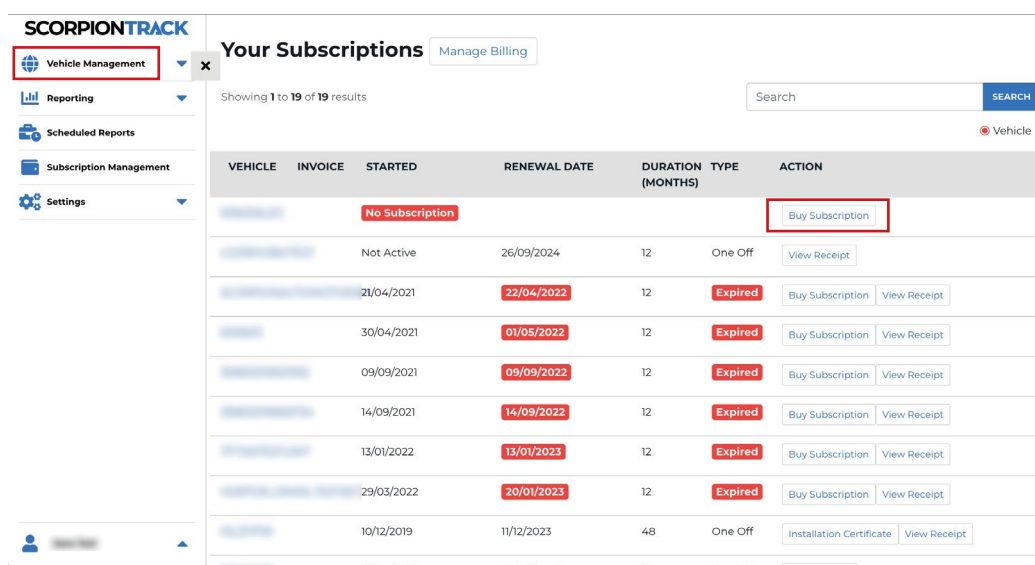 SCORPIONTRACK
Vehicle Management
Reporting
Scheduled Reports
Subscription Management
Settings
×
Your Subscriptions Manage Billing
Showing 1 to 19 of 19 results
Search SEARCH
Vehicle
VEHICLE INVOICE STARTED RENEWAL DATE DURATION (MONTHS) TYPE ACTION
No Subscription Buy Subscription
Not Active 26/09/2024 12 One Off View Receipt
21/04/2021 22/04/2022 12 Expired Buy Subscription View Receipt
30/04/2021 01/05/2022 12 Expired Buy Subscription View Receipt
09/09/2021 09/09/2022 12 Expired Buy Subscription View Receipt
14/09/2021 14/09/2022 12 Expired Buy Subscription View Receipt
13/01/2022 13/01/2023 12 Expired Buy Subscription View Receipt
29/03/2022 20/01/2023 12 Expired Buy Subscription View Receipt
10/12/2019 11/12/2023 48 One Off Installation Certificate View Receipt